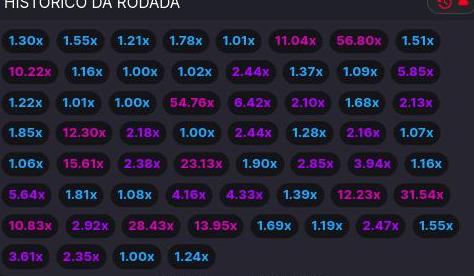 HISTÓRICO DA RODADA
1.30x 1.55x 1.21x 1.78x 1.01x 11.04x 56.80x 1.51x
10.22x 1.16x 1.00x 1.02x 2.44x 1.37x 1.09x 5.85x
1.22x 1.01x 1.00x 54.76x 6.42x 2.10x 1.68x 2.13x
1.85x 12.30x 2.18x 1.00x 2.44x 1.28x 2.16x 1.07x
1.06x 15.61x 2.38x 23.13x 1.90x 2.85x 3.94x 1.16x
5.64x 1.81x 1.08x 4.16x 4.33x 1.39x 12.23x 31.54x
10.83x 2.92x 28.43x 13.95x 1.69x 1.19x 2.47x 1.55x
3.61x 2.35x 1.00x 1.24x